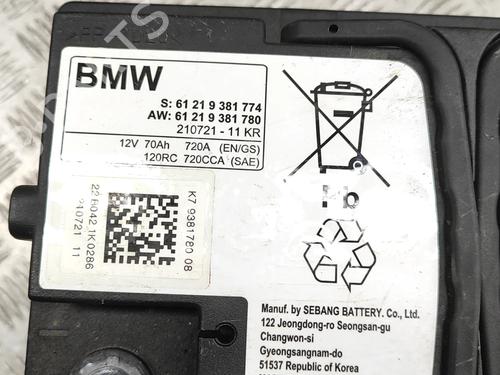 BMW
S: 61 21 9 381 774
AW: 61 21 9 381 780
210721 - 11 KR
12V 70Ah 720A (EN/GS)
120RC 720CCA (SAE)
K7 9381780 08
22B042 1K0286
210721 11
Pb
Manuf. by SEBANG BATTERY. Co., Ltd.
122 Jeongdong-ro Seongsan-gu
Changwon-si
Gyeongsangnam-do
51537 Republic of Korea